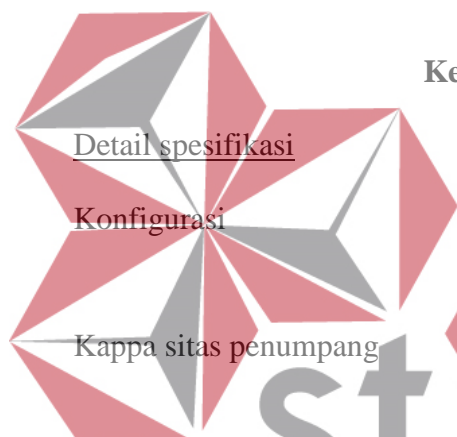 Ke
Detail spesifikasi
Konfigurasi
Kappa sitas penumpang
st